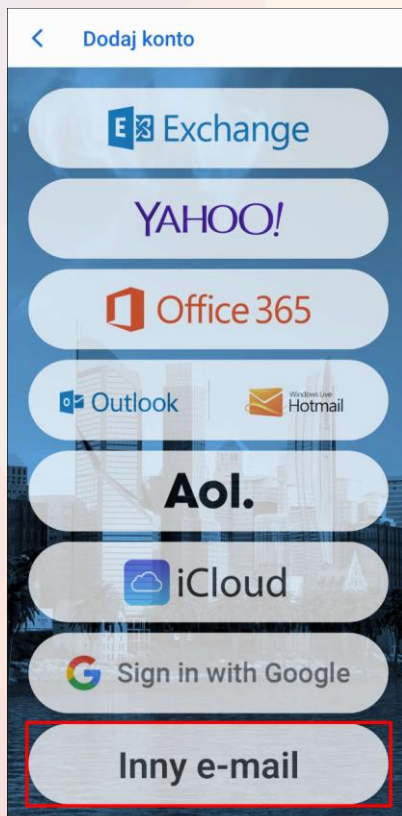 Dodaj konto
Exchange
YAHOO!
Office 365
Outlook
Windows Live
Hotmail
Aol.
iCloud
Sign in with Google
Inny e-mail